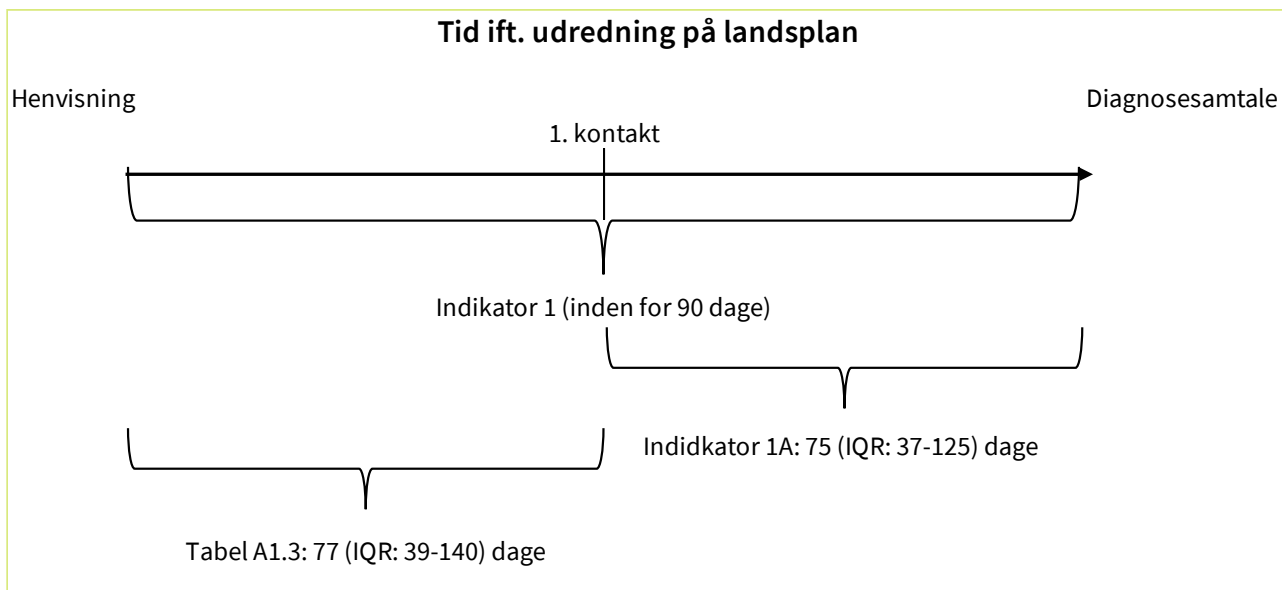 Tid ift. udredning på landsplan
Henvisning
Diagnosesamtale
1. kontakt
Indikator 1 (inden for 90 dage)
Indidkator 1A: 75 (IQR: 37-125) dage
Tabel A1.3: 77 (IQR: 39-140) dage